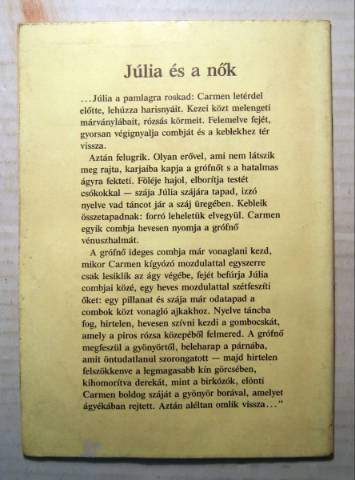 Júlia és a nők
...Júlia a pamlagra roskad: Carmen letérdel
előtte, lehúzza harisnyáit. Kezei közt melengeti
márványlábait, rózsás körmeit. Felemelve fejét,
gyorsan végignyalja combját és a keblekhez tér
vissza.
Aztán felugrik. Olyan erővel, ami nem látszik
meg rajta, karjaiba kapja a grófnőt s a hatalmas
ágyra fekteti. Föléje hajol, elborítja testét
csókokkal — szája Júlia szájára tapad, izzó
nyelve vad táncot jár a száj üregében. Kebleik
összetapadnak: forró leheletük elvegyül. Carmen
egyik combja hevesen nyomja a grófnő
vénuszhalmát.
A grófnő ideges combja már vonaglani kezd,
mikor Carmen kígyózó mozdulattal egyszerre
csak lesiklik az ágy végébe, fejét befúrja Júlia
combjai közé, egy heves mozdulattal szétfeszíti
őket: egy pillanat és szája már odatapad a
combok közt vonagló ajkakhoz. Nyelve táncba
fog, hirtelen, hevesen szívni kezdi a gombocskát,
amely a piros rózsa közepéből felmered. A grófnő
megfeszül a gyönyörtől, beleharap a párnába,
amit öntudatlanul szorongatott — majd hirtelen
felszökkenve a legmagasabb kín görcsében,
kihomorítva derekát, mint a birkózók, elönti
Carmen boldog száját a gyönyör borával, amelyet
ágyékában rejtett. Aztán aléltan omlik vissza..."